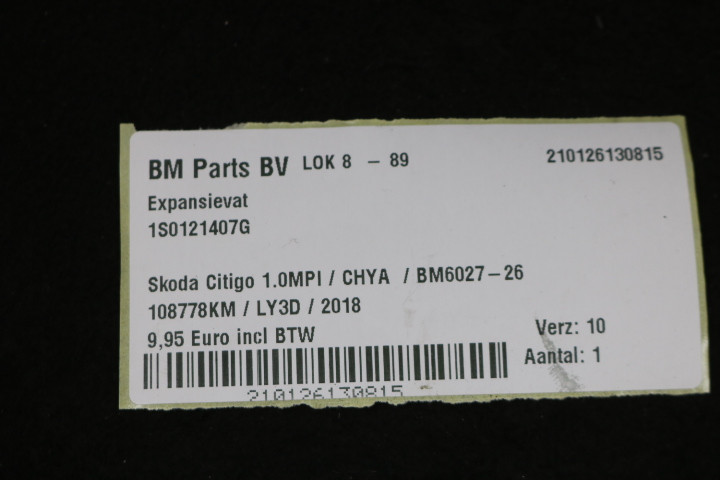 BM Parts BV LOK 8 - 89 210126130815
Expansievat
1S0121407G
Skoda Citigo 1.0MPI / CHYA / BM6027-26
108778KM / LY3D / 2018
9,95 Euro incl BTW
Verz: 10
Aantal: 1
210126130815